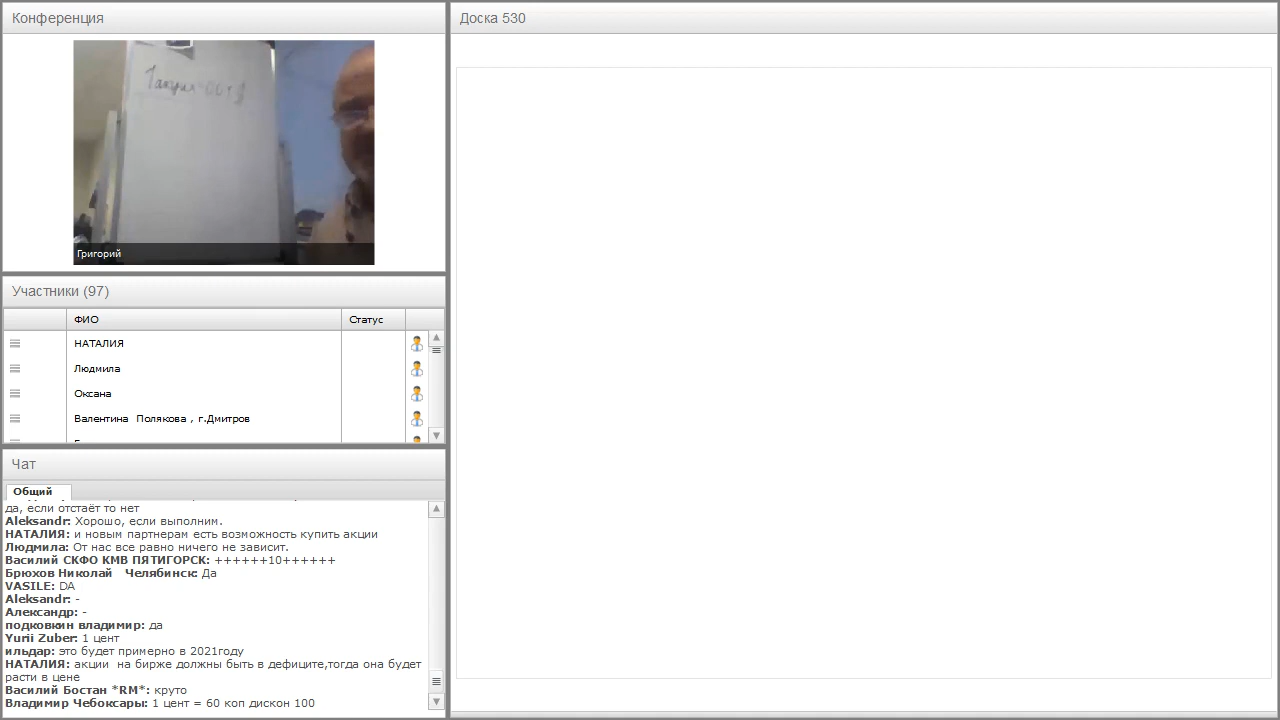 Конференция
Григорий
Участники (97)
ФИО
Статус
НАТАЛИЯ
Людмила
Оксана
Валентина Полякова , г.Дмитров
Чат
Общий
да, если отстаёт то нет
Aleksandr: Хорошо, если выполним.
НАТАЛИЯ: и новым партнерам есть возможность купить акции
Людмила: От нас все равно ничего не зависит.
Василий СКФО КМВ ПЯТИГОРСК: ++++++10++++++
Брюхов Николай Челябинск: Да
VASILE: DA
Aleksandr: -
Александр: -
подковкин владимир: да
Yurii Zuber: 1 цент
ильдар: это будет примерно в 2021году
НАТАЛИЯ: акции на бирже должны быть в дефиците,тогда она будет
расти в цене
Василий Бостан *RM*: круто
Владимир Чебоксары: 1 цент = 60 коп дискон 100
Доска 530